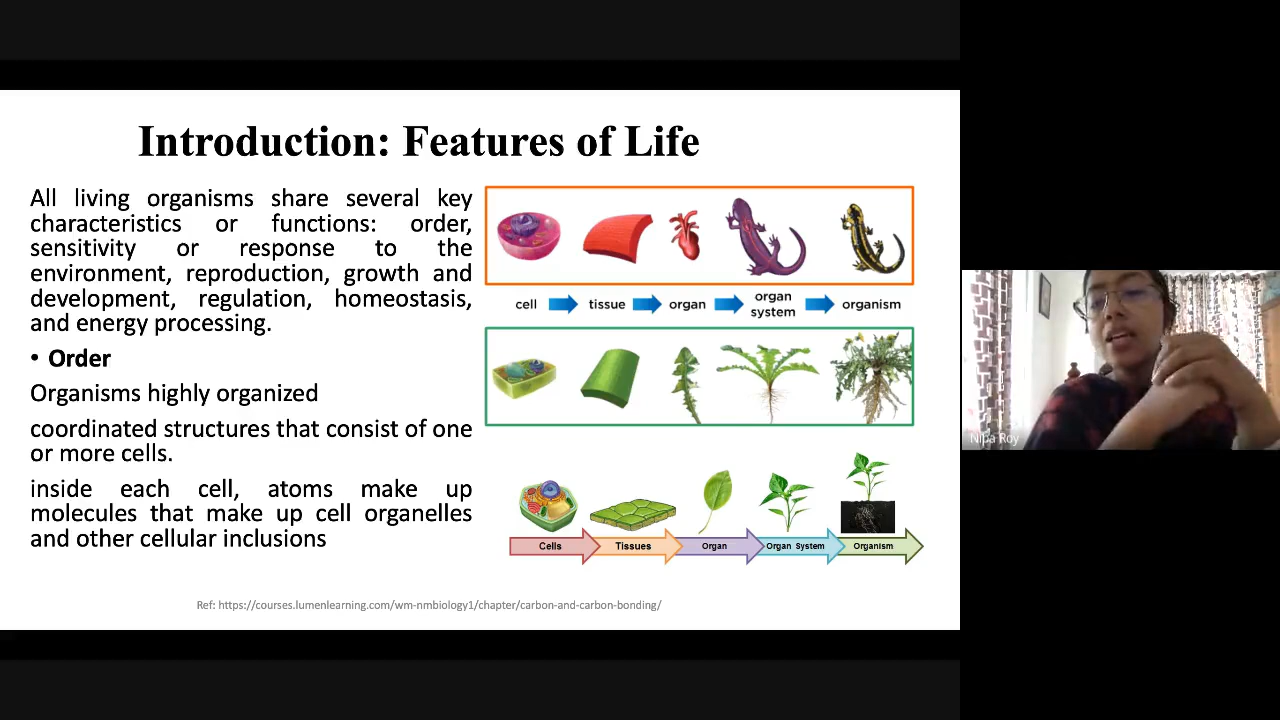 Introduction: Features of Life
All living organisms share several key
characteristics or functions: order,
sensitivity or response to the
environment, reproduction, growth and
development, regulation, homeostasis,
and energy processing.
• Order
Organisms highly organized
coordinated structures that consist of one
or more cells.
inside each cell, atoms make up
molecules that make up cell organelles
and other cellular inclusions
cell tissue organ organ system organism
Cells Tissues Organ Organ System Organism
Ref: https://courses.lumenlearning.com/wm-nmbiology1/chapter/carbon-and-carbon-bonding/
Nipa Roy